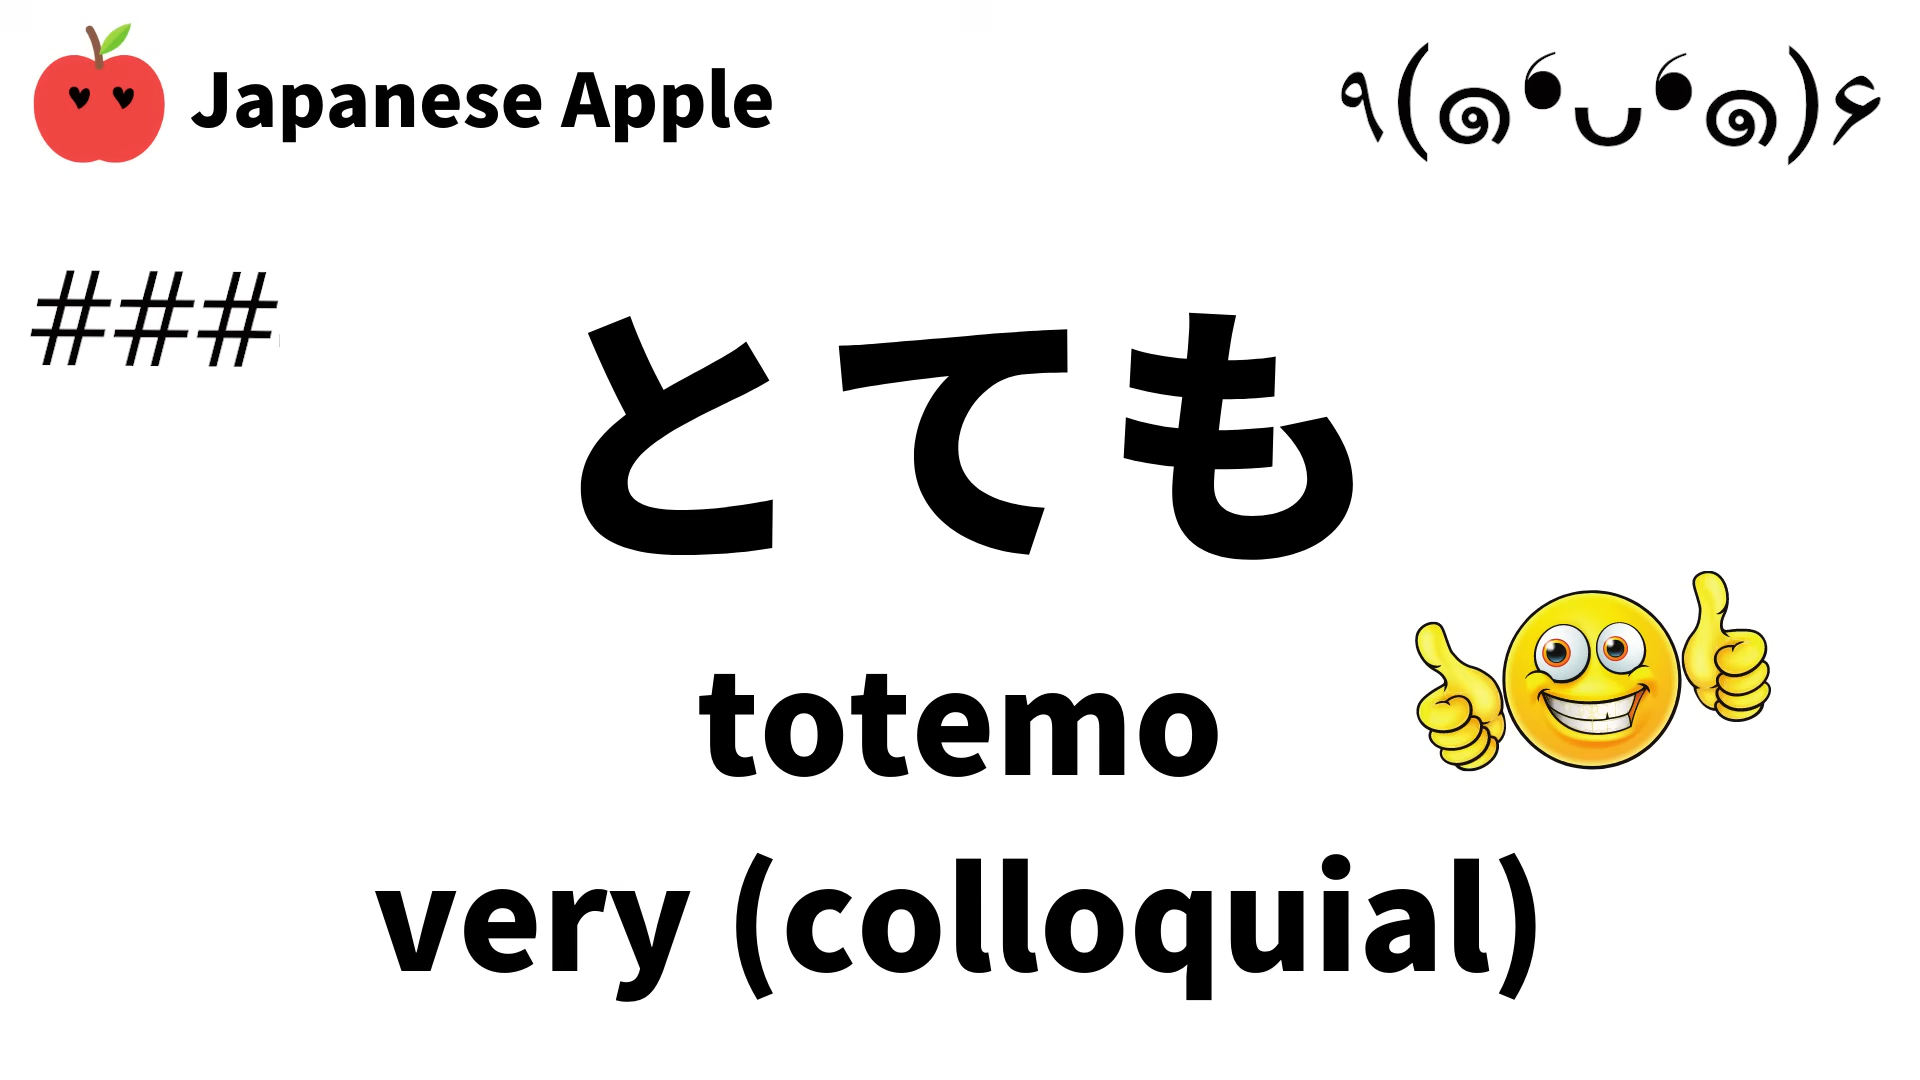 Japanese Apple
٩(๑❛ᴗ❛๑)۶
###
とても
totemo
very (colloquial)